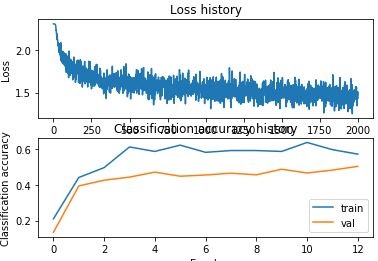 Loss history
2.0
1.5
Loss
0 250 500 750 1000 1250 1500 1750 2000
Classification accuracy history
0.6
0.4
0.2
Classification accuracy
train
val
0 2 4 6 8 10 12